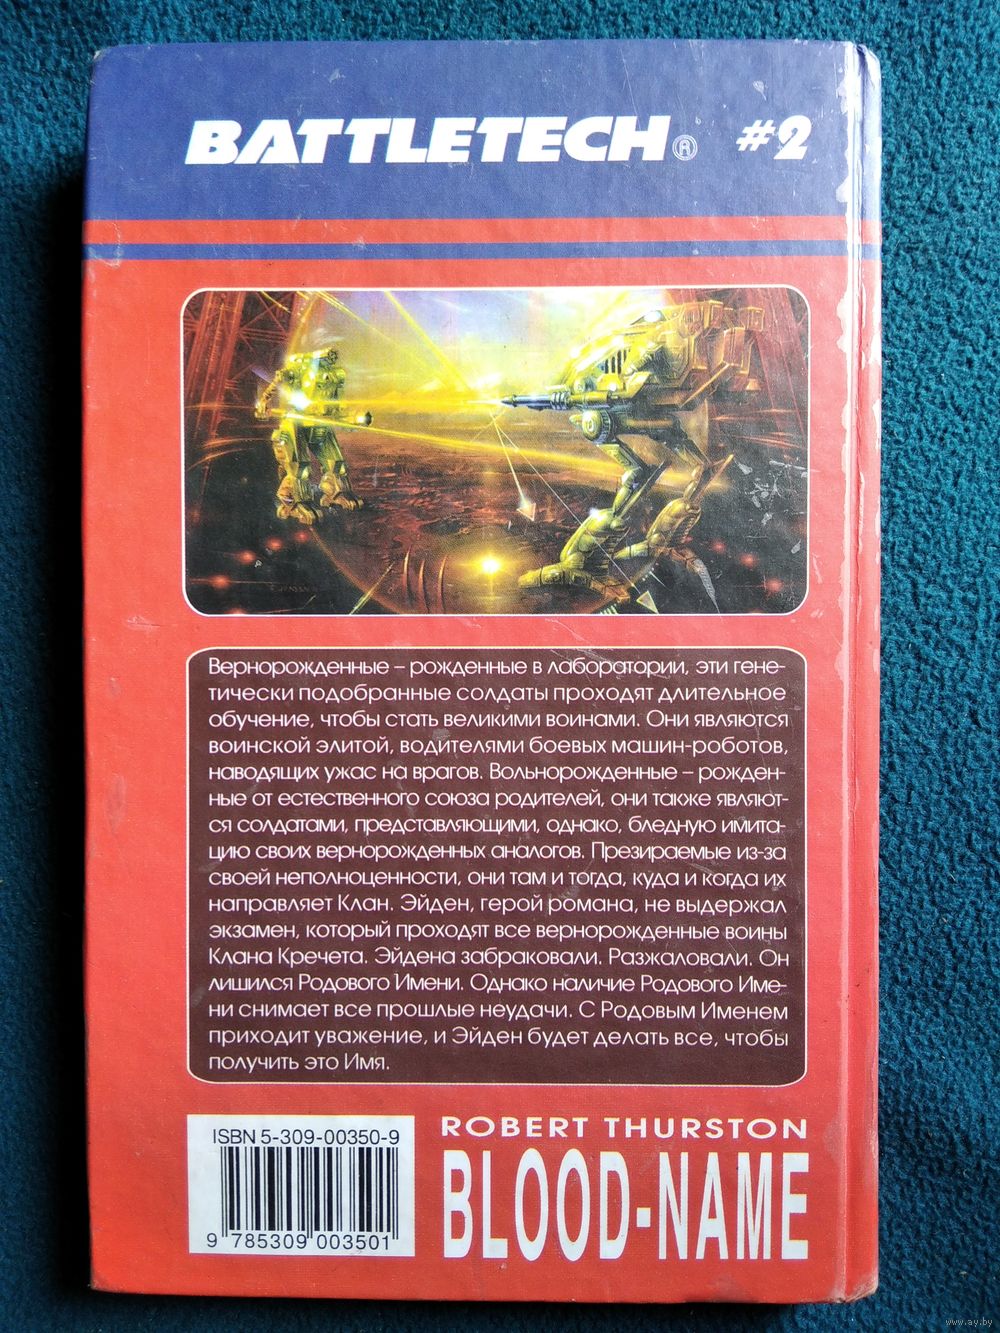 BATTLETECH® #2
Вернорожденные – рожденные в лаборатории, эти гене-
тически подобранные солдаты проходят длительное
обучение, чтобы стать великими воинами. Они являются
воинской элитой, водителями боевых машин-роботов,
наводящих ужас на врагов. Вольнорожденные – рожден-
ные от естественного союза родителей, они также являют-
ся солдатами, представляющими, однако, бледную имита-
цию своих вернорожденных аналогов. Презираемые из-за
своей неполноценности, они там и тогда, куда и когда их
направляет Клан. Эйден, герой романа, не выдержал
экзамен, который проходят все вернорожденные воины
Клана Кречета. Эйдена забраковали. Разжаловали. Он
лишился Родового Имени. Однако наличие Родового Име-
ни снимает все прошлые неудачи. С Родовым Именем
приходит уважение, и Эйден будет делать все, чтобы
получить это Имя.
ISBN 5-309-00350-9
9 785309 003501
ROBERT THURSTON
BLOOD-NAME
www.ay.by